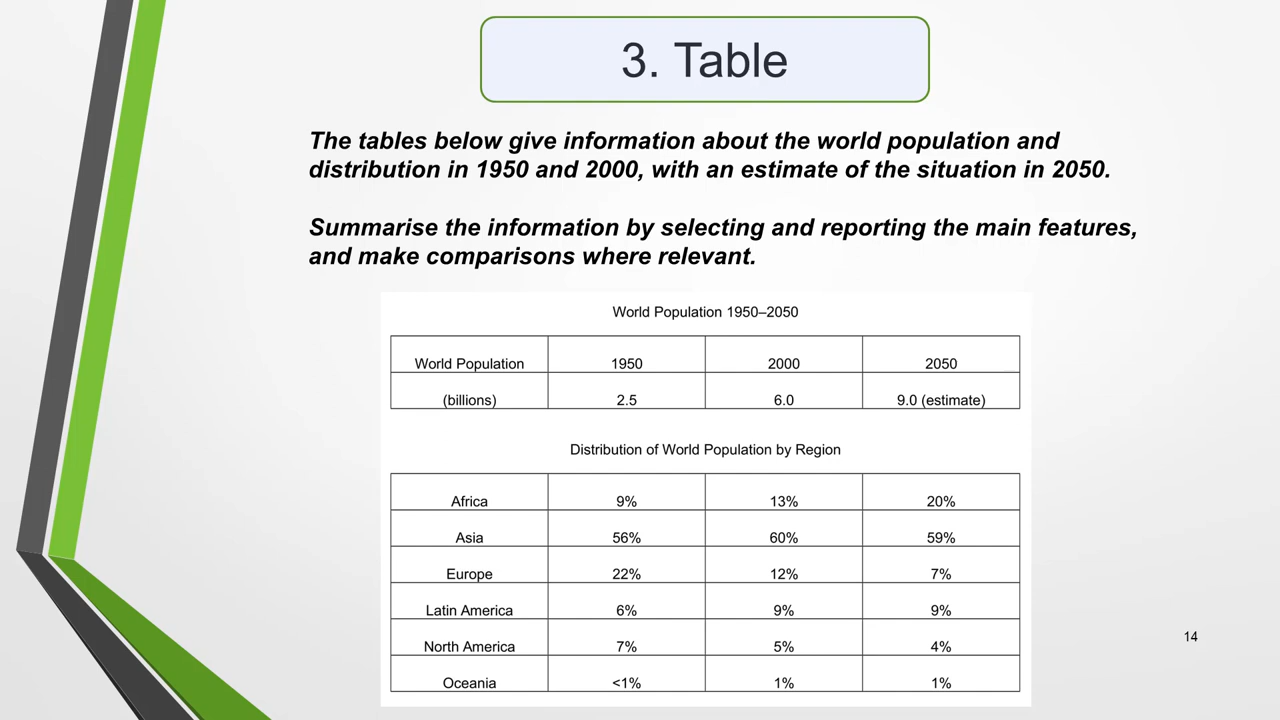 3. Table
The tables below give information about the world population and
distribution in 1950 and 2000, with an estimate of the situation in 2050.
Summarise the information by selecting and reporting the main features,
and make comparisons where relevant.
World Population 1950–2050
World Population 1950 2000 2050
(billions) 2.5 6.0 9.0 (estimate)
Distribution of World Population by Region
Africa 9% 13% 20%
Asia 56% 60% 59%
Europe 22% 12% 7%
Latin America 6% 9% 9%
North America 7% 5% 4%
Oceania <1% 1% 1%
14